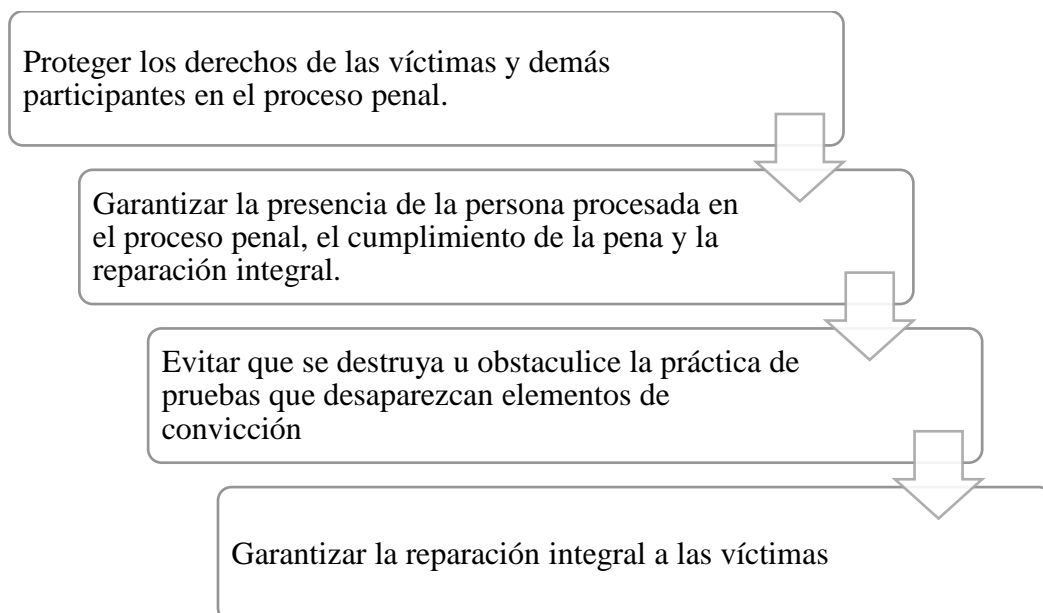 Proteger los derechos de las víctimas y demás
participantes en el proceso penal.
Garantizar la presencia de la persona procesada en
el proceso penal, el cumplimiento de la pena y la
reparación integral.
Evitar que se destruya u obstaculice la práctica de
pruebas que desaparezcan elementos de
convicción
Garantizar la reparación integral a las víctimas